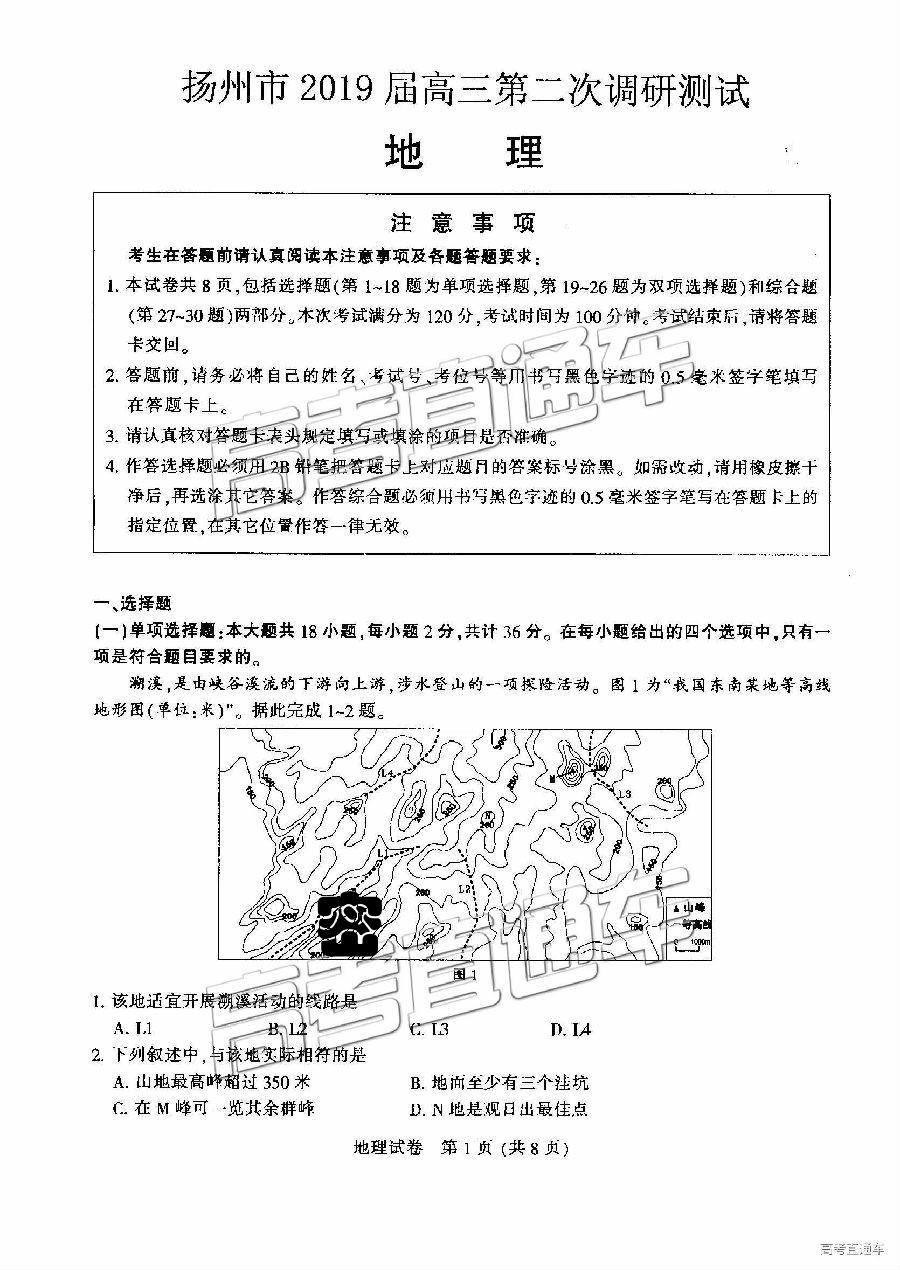 扬州市 2019 届高三第二次调研测试
地 理
注 意 事 项
考生在答题前请认真阅读本注意事项及各题答题要求:
1. 本试卷共 8 页,包括选择题(第 1~18 题为单项选择题,第 19~26 题为双项选择题)和综合题
(第 27~30 题)两部分。本次考试满分为 120 分,考试时间为 100 分钟。考试结束后,请将答题
卡交回。
2. 答题前,请务必将自己的姓名、考试号、考位号等用书写黑色字迹的 0.5 毫米签字笔填写
在答题卡上。
3. 请认真核对答题卡表头规定填写或填涂的项目是否准确。
4. 作答选择题必须用 2B 铅笔把答题卡上对应题目的答案标号涂黑。如需改动,请用橡皮擦干
净后,再选涂其它答案。作答综合题必须用书写黑色字迹的 0.5 毫米签字笔写在答题卡上的
指定位置,在其它位置作答一律无效。
高考直通车
一、选择题
(一)单项选择题:本大题共 18 小题,每小题 2 分,共计 36 分。在每小题给出的四个选项中,只有一
项是符合题目要求的。
溯溪,是由峡谷溪流的下游向上游,涉水登山的一项探险活动。图 1 为“我国东南某地等高线
地形图(单位:米)”。据此完成 1~2 题。
L4
M
L3
N
L2
200
200
▲ 山峰
等高线
0 1000m
图 1
高考直通车
1. 该地适宜开展溯溪活动的线路是
A. L1 B. L2 C. L3 D. L4
2. 下列叙述中,与该地实际相符的是
A. 山地最高峰超过 350 米 B. 地面至少有三个洼坑
C. 在 M 峰可一览其余群峰 D. N 地是观日出最佳点
地理试卷 第 1 页 (共 8 页)
高考直通车